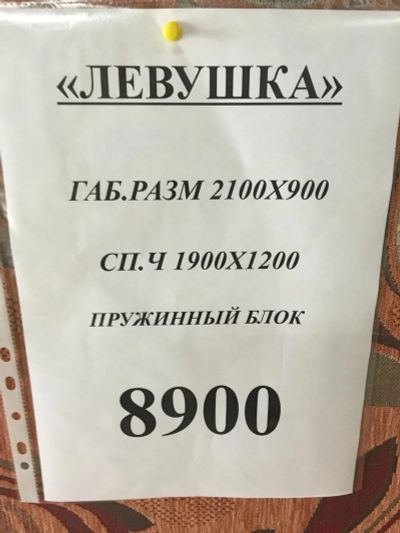 «ЛЕВУШКА»
ГАБ.РАЗМ 2100Х900
СП.Ч 1900Х1200
ПРУЖИННЫЙ БЛОК
8900